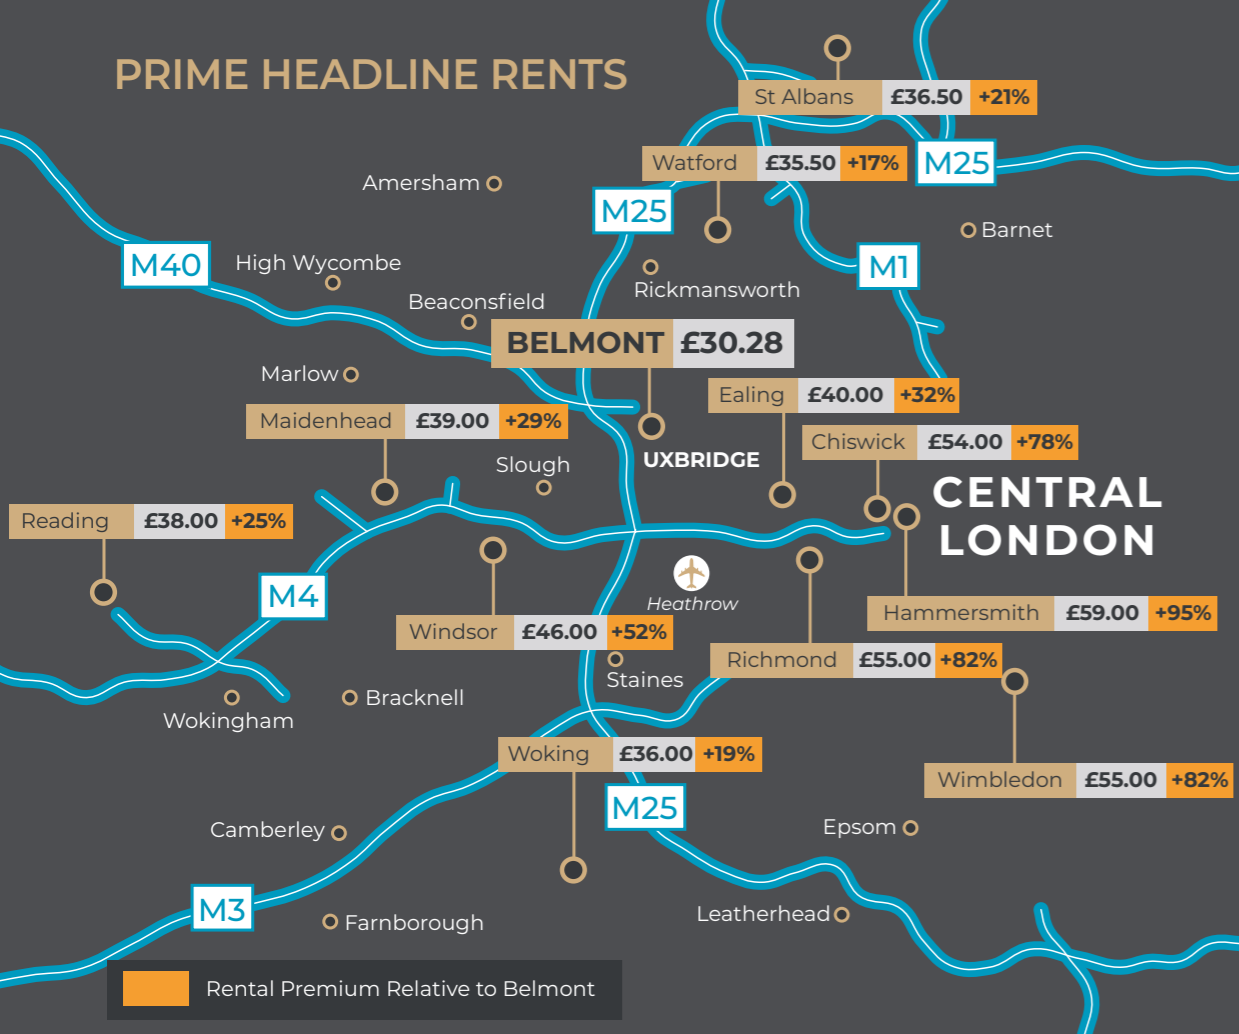 PRIME HEADLINE RENTS
St Albans £36.50 +21%
Watford £35.50 +17%
M25
Amersham
M25
Barnet
M40
High Wycombe
M1
Rickmansworth
Beaconsfield
BELMONT £30.28
Marlow
Ealing £40.00 +32%
Maidenhead £39.00 +29%
Chiswick £54.00 +78%
UXBRIDGE
Slough
CENTRAL
LONDON
Reading £38.00 +25%
M4
Heathrow
Hammersmith £59.00 +95%
Windsor £46.00 +52%
Richmond £55.00 +82%
Staines
Bracknell
Wokingham
Woking £36.00 +19%
Wimbledon £55.00 +82%
M25
Camberley
Epsom
M3
Leatherhead
Farnborough
Rental Premium Relative to Belmont